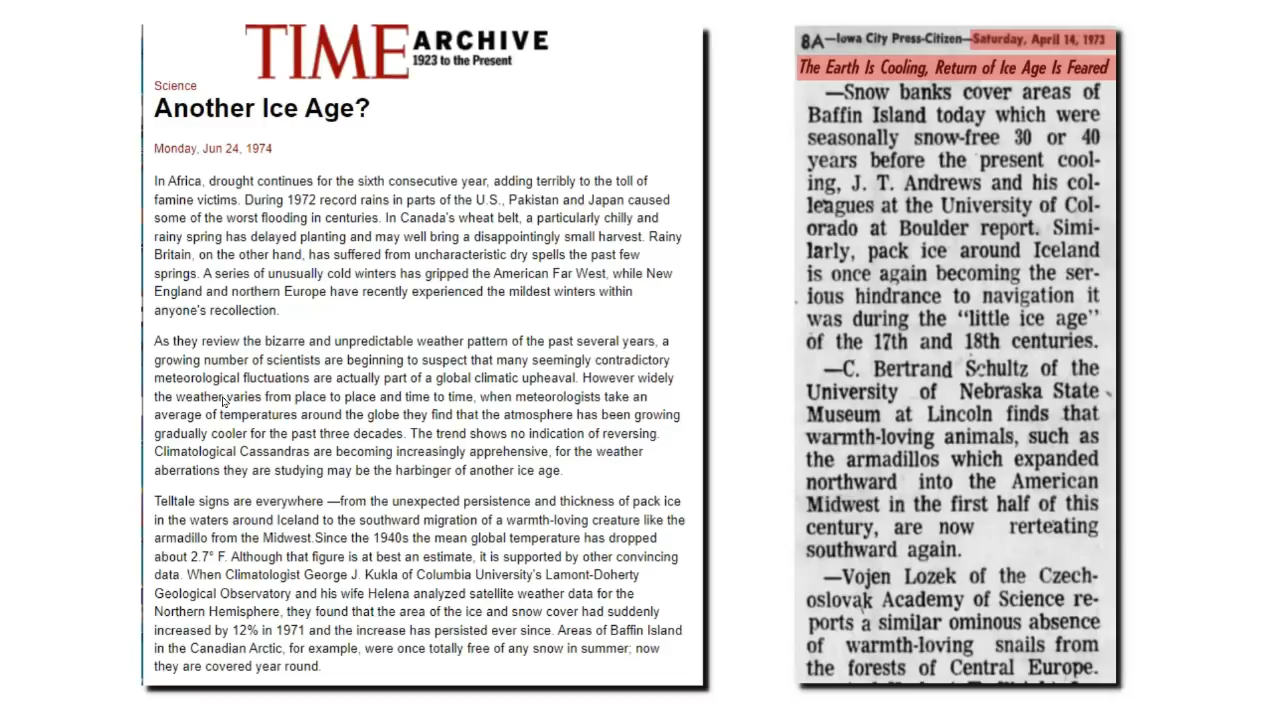 TIME ARCHIVE
1923 to the Present
Science
Another Ice Age?
Monday, Jun 24, 1974
In Africa, drought continues for the sixth consecutive year, adding terribly to the toll of
famine victims. During 1972 record rains in parts of the U.S., Pakistan and Japan caused
some of the worst flooding in centuries. In Canada's wheat belt, a particularly chilly and
rainy spring has delayed planting and may well bring a disappointingly small harvest. Rainy
Britain, on the other hand, has suffered from uncharacteristic dry spells the past few
springs. A series of unusually cold winters has gripped the American Far West, while New
England and northern Europe have recently experienced the mildest winters within
anyone's recollection.
As they review the bizarre and unpredictable weather pattern of the past several years, a
growing number of scientists are beginning to suspect that many seemingly contradictory
meteorological fluctuations are actually part of a global climatic upheaval. However widely
the weather varies from place to place and time to time, when meteorologists take an
average of temperatures around the globe they find that the atmosphere has been growing
gradually cooler for the past three decades. The trend shows no indication of reversing.
Climatological Cassandras are becoming increasingly apprehensive, for the weather
aberrations they are studying may be the harbinger of another ice age.
Telltale signs are everywhere —from the unexpected persistence and thickness of pack ice
in the waters around Iceland to the southward migration of a warmth-loving creature like the
armadillo from the Midwest.Since the 1940s the mean global temperature has dropped
about 2.7° F. Although that figure is at best an estimate, it is supported by other convincing
data. When Climatologist George J. Kukla of Columbia University's Lamont-Doherty
Geological Observatory and his wife Helena analyzed satellite weather data for the
Northern Hemisphere, they found that the area of the ice and snow cover had suddenly
increased by 12% in 1971 and the increase has persisted ever since. Areas of Baffin Island
in the Canadian Arctic, for example, were once totally free of any snow in summer; now
they are covered year round.
8A—Iowa City Press-Citizen—Saturday, April 14, 1973
The Earth Is Cooling, Return of Ice Age Is Feared
—Snow banks cover areas of
Baffin Island today which were
seasonally snow-free 30 or 40
years before the present cool-
ing, J. T. Andrews and his col-
leagues at the University of Col-
orado at Boulder report. Simi-
larly, pack ice around Iceland
is once again becoming the ser-
ious hindrance to navigation it
was during the "little ice age"
of the 17th and 18th centuries.
—C. Bertrand Schultz of the
University of Nebraska State
Museum at Lincoln finds that
warmth-loving animals, such as
the armadillos which expanded
northward into the American
Midwest in the first half of this
century, are now rerteating
southward again.
—Vojen Lozek of the Czech-
oslovak Academy of Science re-
ports a similar ominous absence
of warmth-loving snails from
the forests of Central Europe.